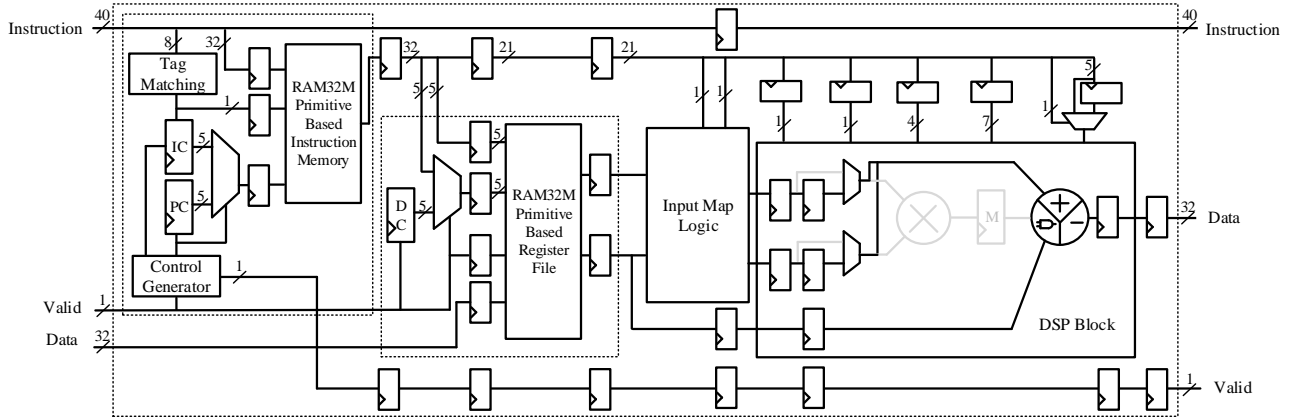 Instruction
40
8
32
Tag
Matching
1
IC
5
PC
5
RAM32M
Primitive
Based
Instruction
Memory
Control
Generator
1
Valid
1
Data
32
32
5
5
21
21
D
C
5
5
5
RAM32M
Primitive
Based
Register
File
1
1
Input Map
Logic
1
1
4
7
1
5
M
DSP Block
40
Instruction
32
Data
1
Valid